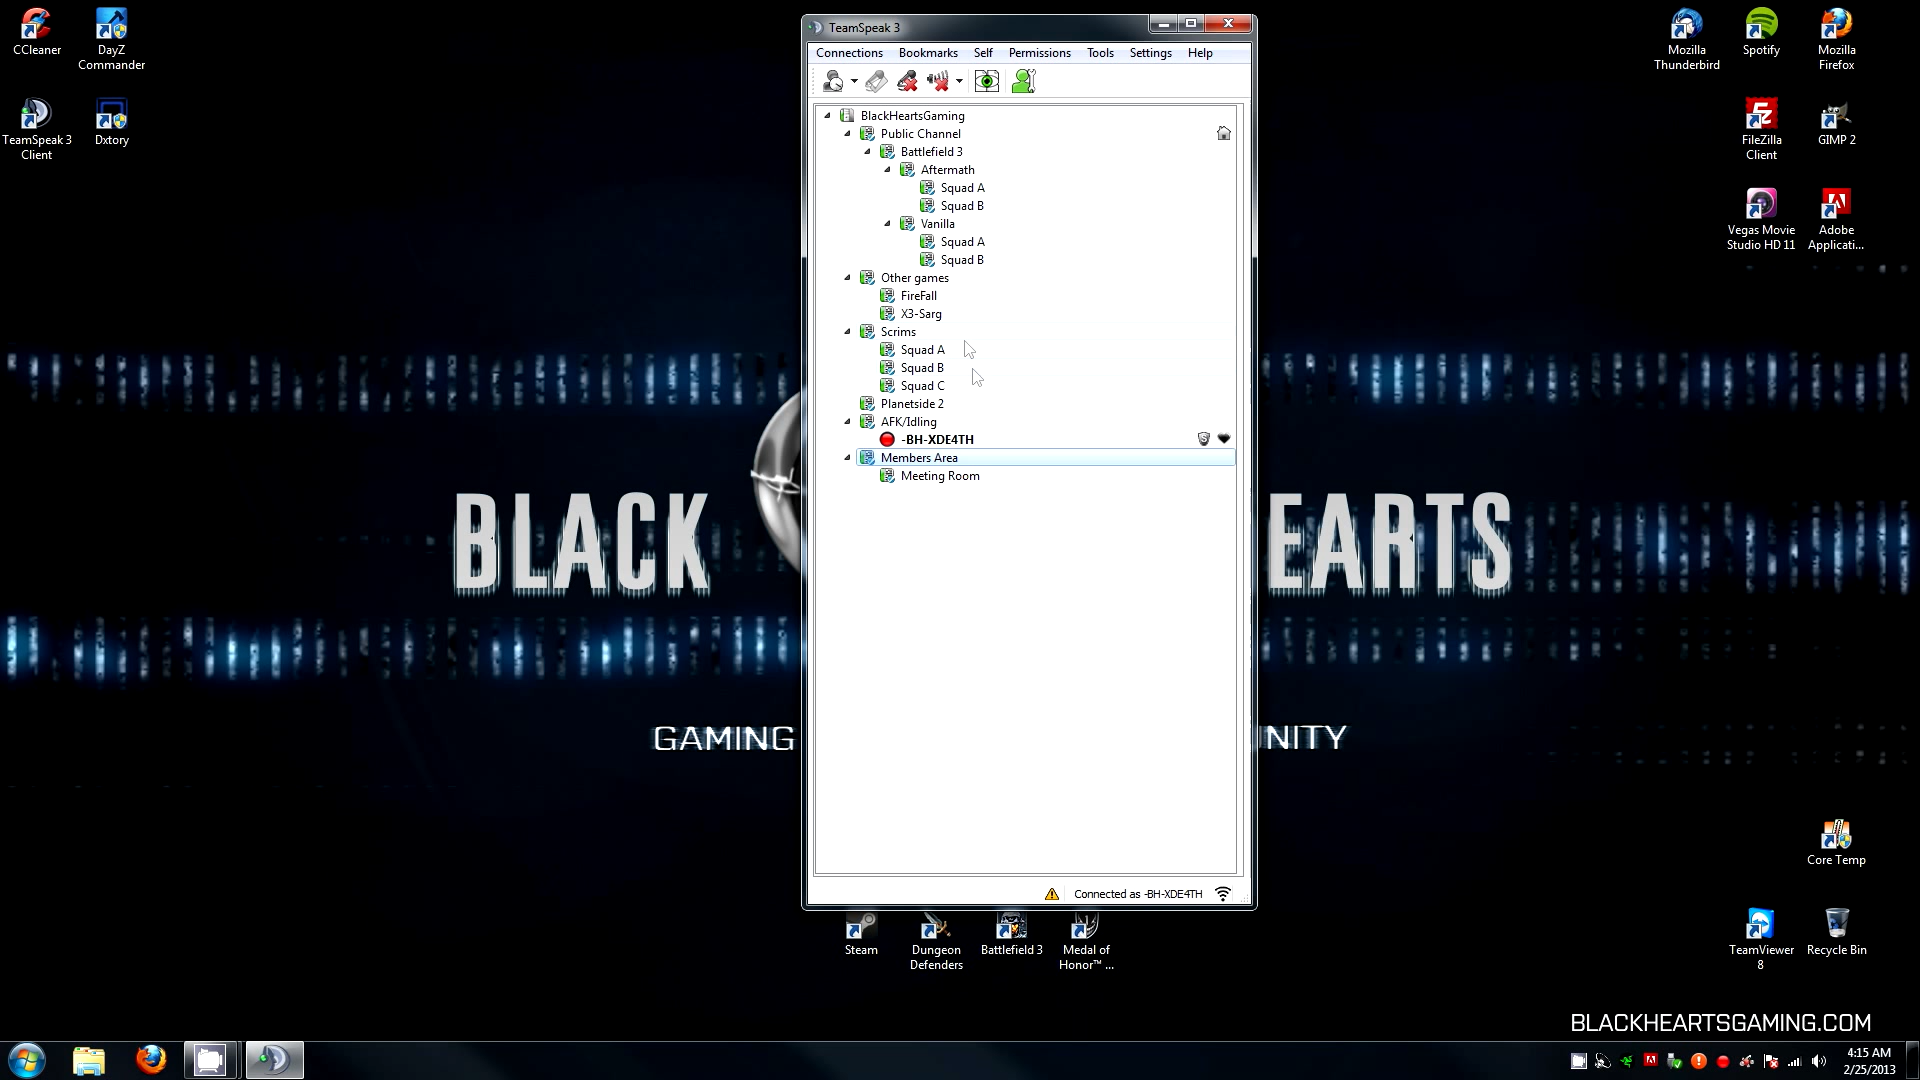 CCleaner
DayZ
Commander
TeamSpeak 3
Client
Dxtory
TeamSpeak 3
Connections Bookmarks Self Permissions Tools Settings Help
BlackHeartsGaming
Public Channel
Battlefield 3
Aftermath
Squad A
Squad B
Vanilla
Squad A
Squad B
Other games
FireFall
X3-Sarg
Scrims
Squad A
Squad B
Squad C
Planetside 2
AFK/Idling
-BH-XDE4TH
Members Area
Meeting Room
Connected as -BH-XDE4TH
Mozilla
Thunderbird
Spotify
Mozilla
Firefox
FileZilla
Client
GIMP 2
Vegas Movie
Studio HD 11
Adobe
Applicati...
BLACK EARTS
GAMING NITY
Core Temp
Steam
Dungeon
Defenders
Battlefield 3
Medal of
Honor™ ...
TeamViewer
8
Recycle Bin
BLACKHEARTSGAMING.COM
4:15 AM
2/25/2013